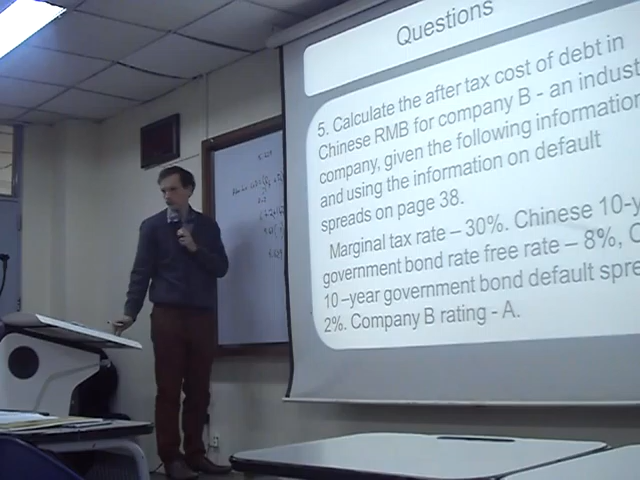 Questions
5. Calculate the after tax cost of debt in
Chinese RMB for company B - an indust
company, given the following information
and using the information on default
spreads on page 38.
Marginal tax rate – 30%. Chinese 10-y
government bond rate free rate – 8%, C
10 –year government bond default spre
2%. Company B rating - A.